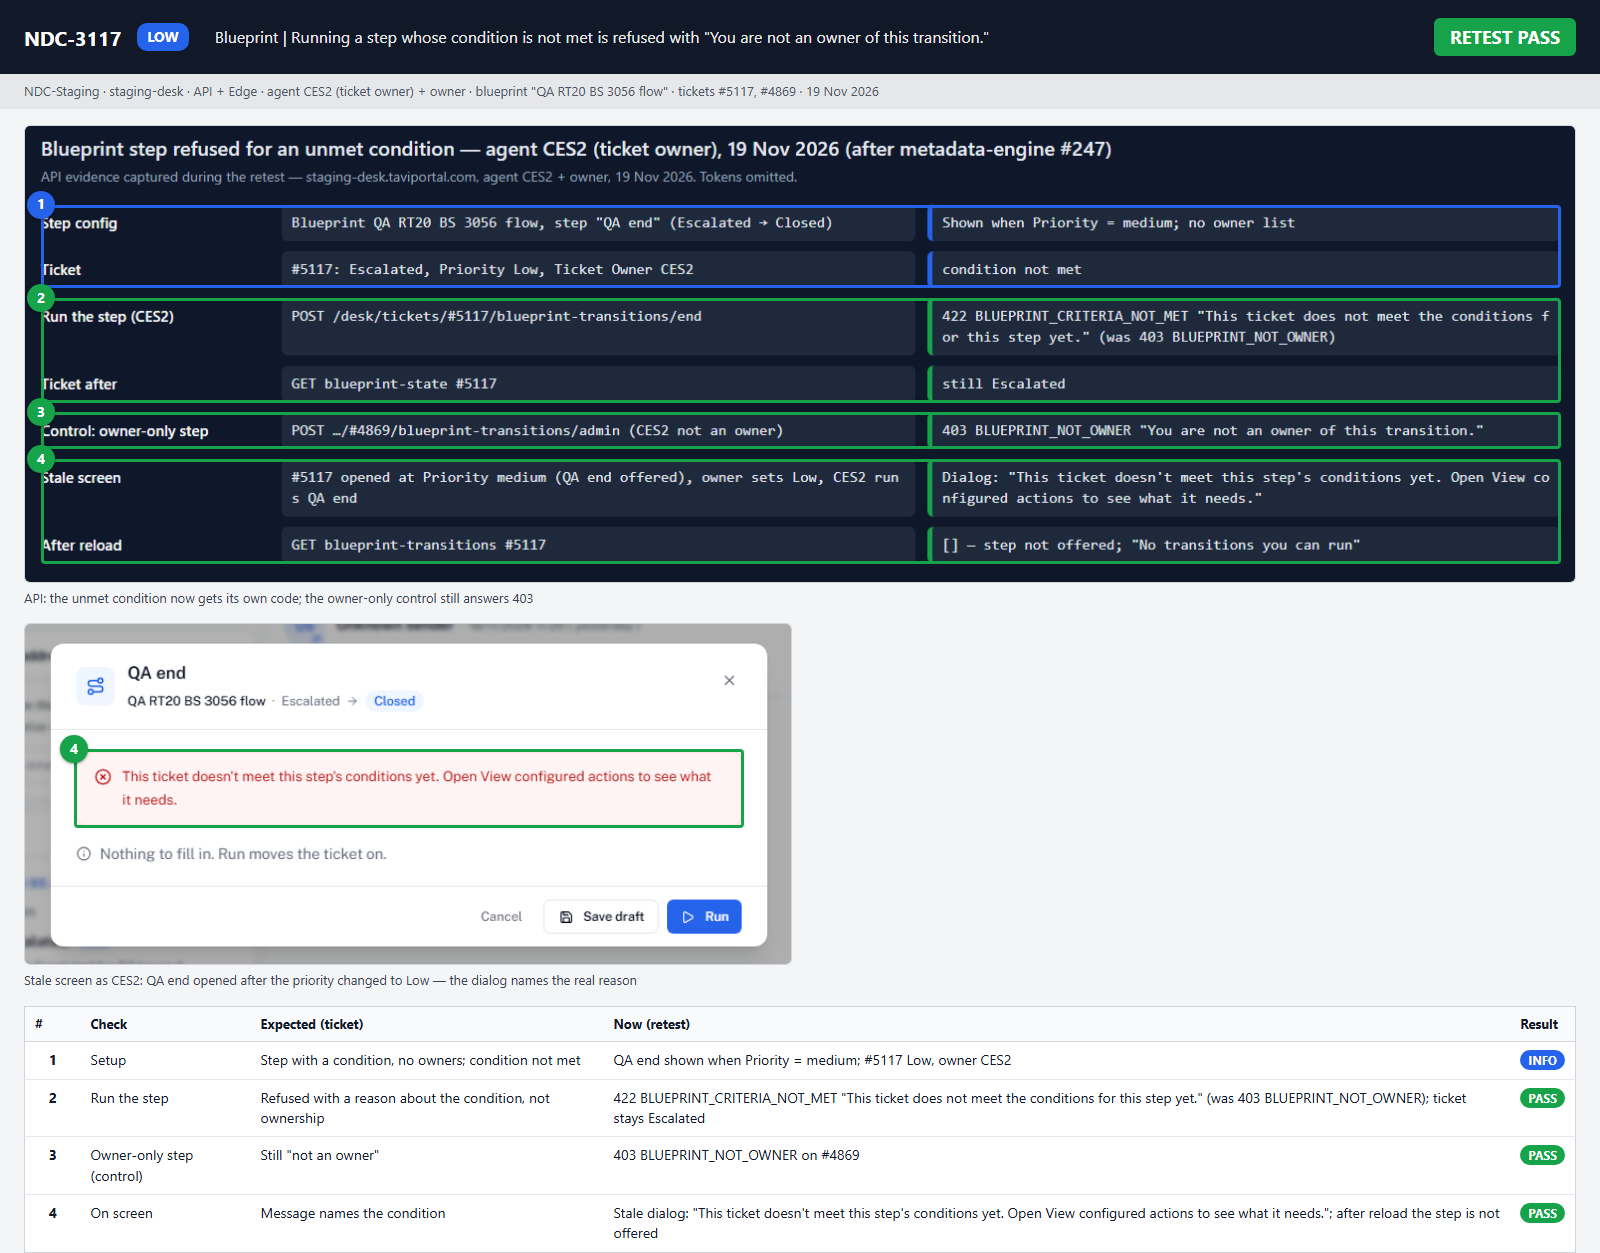 NDC-3117 LOW Blueprint | Running a step whose condition is not met is refused with "You are not an owner of this transition." RETEST PASS
NDC-Staging · staging-desk · API + Edge · agent CES2 (ticket owner) + owner · blueprint "QA RT20 BS 3056 flow" · tickets #5117, #4869 · 19 Nov 2026
Blueprint step refused for an unmet condition — agent CES2 (ticket owner), 19 Nov 2026 (after metadata-engine #247)
API evidence captured during the retest — staging-desk.taviportal.com, agent CES2 + owner, 19 Nov 2026. Tokens omitted.
1
Step config Blueprint QA RT20 BS 3056 flow, step "QA end" (Escalated → Closed) Shown when Priority = medium; no owner list
Ticket #5117: Escalated, Priority Low, Ticket Owner CES2 condition not met
2
Run the step (CES2) POST /desk/tickets/#5117/blueprint-transitions/end 422 BLUEPRINT_CRITERIA_NOT_MET "This ticket does not meet the conditions f
or this step yet." (was 403 BLUEPRINT_NOT_OWNER)
Ticket after GET blueprint-state #5117 still Escalated
3
Control: owner-only step POST …/#4869/blueprint-transitions/admin (CES2 not an owner) 403 BLUEPRINT_NOT_OWNER "You are not an owner of this transition."
4
Stale screen #5117 opened at Priority medium (QA end offered), owner sets Low, CES2 run Dialog: "This ticket doesn't meet this step's conditions yet. Open View co
s QA end nfigured actions to see what it needs."
After reload GET blueprint-transitions #5117 [] — step not offered; "No transitions you can run"
API: the unmet condition now gets its own code; the owner-only control still answers 403
QA end
QA RT20 BS 3056 flow · Escalated → Closed
4
This ticket doesn't meet this step's conditions yet. Open View configured actions to see what
it needs.
Nothing to fill in. Run moves the ticket on.
Cancel Save draft Run
Stale screen as CES2: QA end opened after the priority changed to Low — the dialog names the real reason
# Check Expected (ticket) Now (retest) Result
1 Setup Step with a condition, no owners; condition not met QA end shown when Priority = medium; #5117 Low, owner CES2 INFO
2 Run the step Refused with a reason about the condition, not 422 BLUEPRINT_CRITERIA_NOT_MET "This ticket does not meet the conditions for this step yet." (was 403 BLUEPRINT_NOT_OWNER); ticket PASS
ownership stays Escalated
3 Owner-only step Still "not an owner" 403 BLUEPRINT_NOT_OWNER on #4869 PASS
(control)
4 On screen Message names the condition Stale dialog: "This ticket doesn't meet this step's conditions yet. Open View configured actions to see what it needs."; after reload the step is not PASS
offered